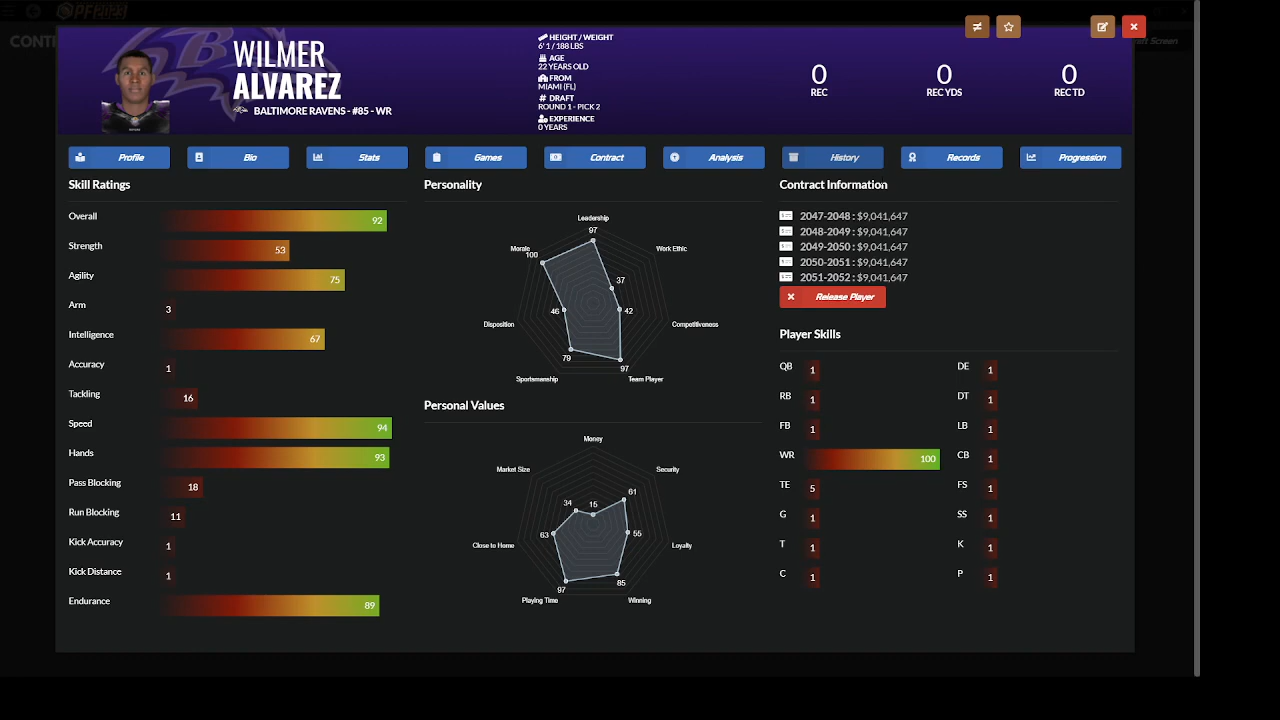 PF2023
CONT
WILMER
ALVAREZ
BALTIMORE RAVENS - #85 - WR
HEIGHT / WEIGHT
6' 1 / 188 LBS
AGE
22 YEARS OLD
FROM
MIAMI (FL)
DRAFT
ROUND 1 - PICK 2
EXPERIENCE
0 YEARS
0 0 0
REC REC YDS REC TD
Screen
Profile Bio Stats Games Contract Analysis History Records Progression
Skill Ratings
Overall 92
Strength 53
Agility 75
Arm 3
Intelligence 67
Accuracy 1
Tackling 16
Speed 94
Hands 93
Pass Blocking 18
Run Blocking 11
Kick Accuracy 1
Kick Distance 1
Endurance 89
Personality
Leadership
97
Morale
100
Work Ethic
37
Disposition
46
42
Competitiveness
79
97
Sportsmanship
Team Player
Personal Values
Money
Market Size
Security
34
15
61
63
55
Close to Home
Loyalty
97
85
Playing Time
Winning
Contract Information
2047-2048 : $9,041,647
2048-2049 : $9,041,647
2049-2050 : $9,041,647
2050-2051 : $9,041,647
2051-2052 : $9,041,647
Release Player
Player Skills
QB 1 DE 1
RB 1 DT 1
FB 1 LB 1
WR 100 CB 1
TE 5 FS 1
G 1 SS 1
T 1 K 1
C 1 P 1